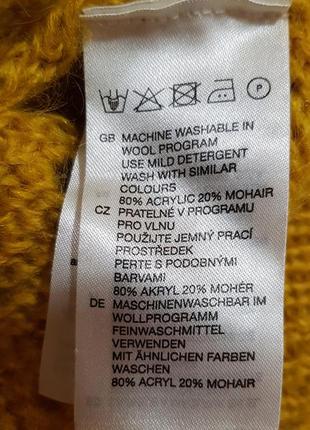 P
GB MACHINE WASHABLE IN
WOOL PROGRAM
USE MILD DETERGENT
WASH WITH SIMILAR
COLOURS
80% ACRYLIC 20% MOHAIR
CZ PRATELNÉ V PROGRAMU
PRO VLNU
POUŽIJTE JEMNÝ PRACÍ
PROSTŘEDEK
PERTE S PODOBNÝMI
BARVAMI
80% AKRYL 20% MOHÉR
DE MASCHINENWASCHBAR IM
WOLLPROGRAMM
FEINWASCHMITTEL
VERWENDEN
MIT ÄHNLICHEN FARBEN
WASCHEN
80% ACRYL 20% MOHAIR